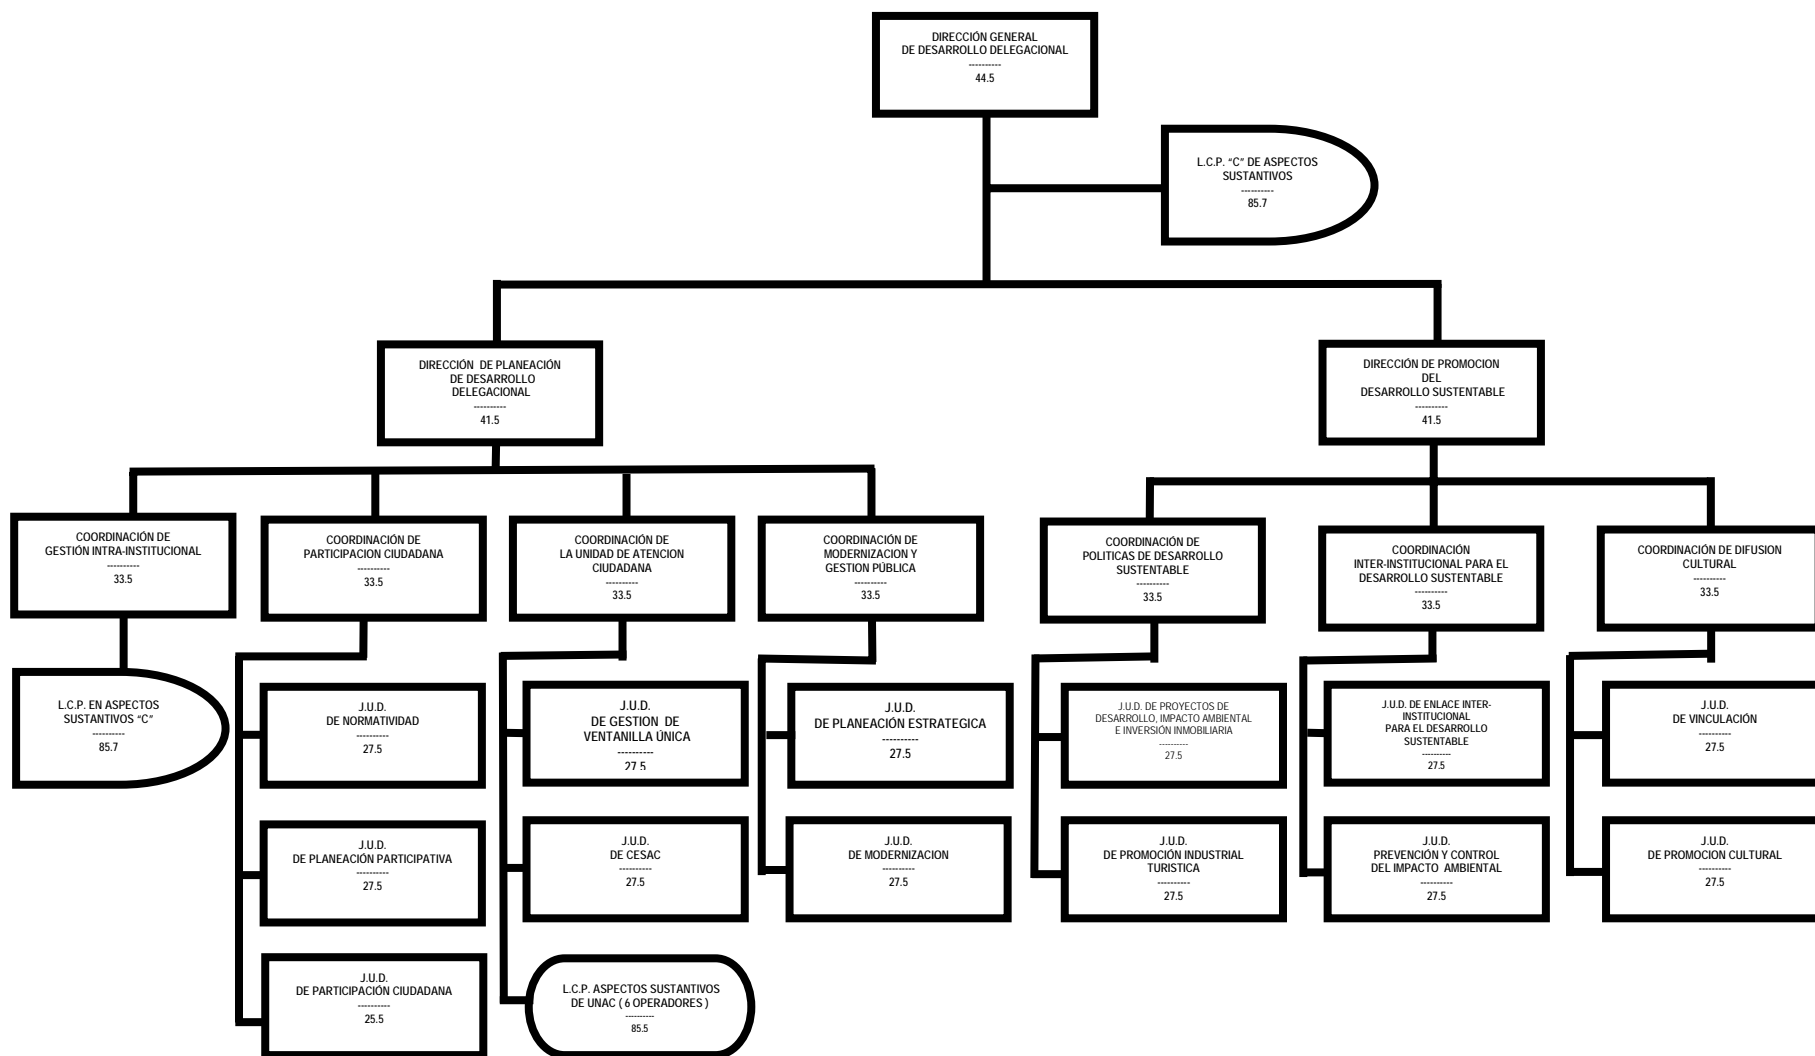 DIRECCIÓN GENERAL
DE DESARROLLO DELEGACIONAL
----------
44.5
L.C.P. “C” DE ASPECTOS
SUSTANTIVOS
----------
85.7
DIRECCIÓN DE PLANEACIÓN
DE DESARROLLO
DELEGACIONAL
----------
41.5
DIRECCIÓN DE PROMOCION
DEL
DESARROLLO SUSTENTABLE
----------
41.5
COORDINACIÓN DE
GESTIÓN INTRA-INSTITUCIONAL
----------
33.5
COORDINACIÓN DE
PARTICIPACION CIUDADANA
----------
33.5
COORDINACIÓN DE
LA UNIDAD DE ATENCION
CIUDADANA
----------
33.5
COORDINACIÓN DE
MODERNIZACION Y
GESTION PÚBLICA
----------
33.5
COORDINACIÓN DE
POLITICAS DE DESARROLLO
SUSTENTABLE
----------
33.5
COORDINACIÓN
INTER-INSTITUCIONAL PARA EL
DESARROLLO SUSTENTABLE
----------
33.5
COORDINACIÓN DE DIFUSION
CULTURAL
----------
33.5
L.C.P. EN ASPECTOS
SUSTANTIVOS “C”
----------
85.7
J.U.D.
DE NORMATIVIDAD
----------
27.5
J.U.D.
DE GESTION DE
VENTANILLA ÚNICA
----------
27.5
J.U.D.
DE PLANEACIÓN ESTRATEGICA
----------
27.5
J.U.D. DE PROYECTOS DE
DESARROLLO, IMPACTO AMBIENTAL
E INVERSIÓN INMOBILIARIA
----------
27.5
J.U.D. DE ENLACE INTER-
INSTITUCIONAL
PARA EL DESARROLLO
SUSTENTABLE
----------
27.5
J.U.D.
DE VINCULACIÓN
----------
27.5
J.U.D.
DE PLANEACIÓN PARTICIPATIVA
----------
27.5
J.U.D.
DE CESAC
----------
27.5
J.U.D.
DE MODERNIZACION
----------
27.5
J.U.D.
DE PROMOCIÓN INDUSTRIAL
TURISTICA
----------
27.5
J.U.D.
PREVENCIÓN Y CONTROL
DEL IMPACTO AMBIENTAL
----------
27.5
J.U.D.
DE PROMOCION CULTURAL
----------
27.5
J.U.D.
DE PARTICIPACIÓN CIUDADANA
----------
25.5
L.C.P. ASPECTOS SUSTANTIVOS
DE UNAC ( 6 OPERADORES )
----------
85.5